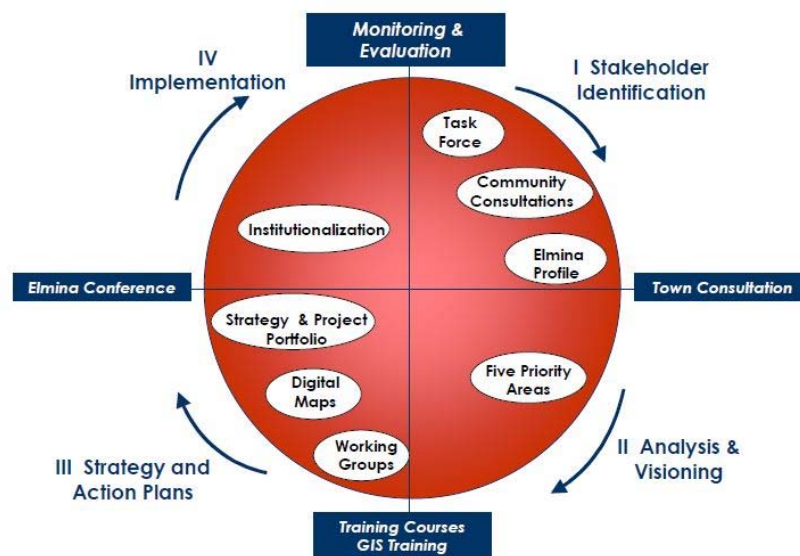 Monitoring &
Evaluation
IV
Implementation
I Stakeholder
Identification
Task
Force
Community
Consultations
Institutionalization
Elmina
Profile
Elmina Conference
Town Consultation
Strategy & Project
Portfolio
Five Priority
Areas
Digital
Maps
Working
Groups
III Strategy and
Action Plans
II Analysis &
Visioning
Training Courses
GIS Training